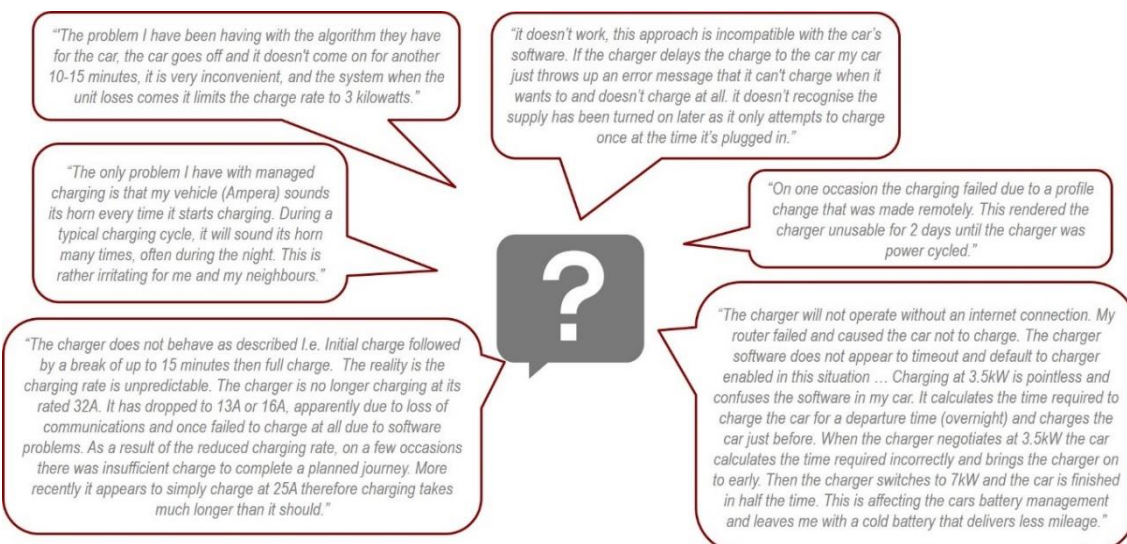 “'The problem I have been having with the algorithm they have
for the car, the car goes off and it doesn't come on for another
10-15 minutes, it is very inconvenient, and the system when the
unit loses comes it limits the charge rate to 3 kilowatts.”
“it doesn’t work, this approach is incompatible with the car’s
software. If the charger delays the charge to the car my car
just throws up an error message that it can't charge when it
wants to and doesn’t charge at all. it doesn’t recognise the
supply has been turned on later as it only attempts to charge
once at the time it’s plugged in.”
“The only problem I have with managed
charging is that my vehicle (Ampera) sounds
its horn every time it starts charging. During a
typical charging cycle, it will sound its horn
many times, often during the night. This is
rather irritating for me and my neighbours.”
“On one occasion the charging failed due to a profile
change that was made remotely. This rendered the
charger unusable for 2 days until the charger was
power cycled.”
?
“The charger does not behave as described I.e. Initial charge followed
by a break of up to 15 minutes then full charge.  The reality is the
charging rate is unpredictable. The charger is no longer charging at its
rated 32A. It has dropped to 13A or 16A, apparently due to loss of
communications and once failed to charge at all due to software
problems. As a result of the reduced charging rate, on a few occasions
there was insufficient charge to complete a planned journey. More
recently it appears to simply charge at 25A therefore charging takes
much longer than it should.”
“The charger will not operate without an internet connection. My
router failed and caused the car not to charge. The charger
software does not appear to timeout and default to charger
enabled in this situation … Charging at 3.5kW is pointless and
confuses the software in my car. It calculates the time required to
charge the car for a departure time (overnight) and charges the
car just before. When the charger negotiates at 3.5kW the car
calculates the time required incorrectly and brings the charger on
to early. Then the charger switches to 7kW and the car is finished
in half the time. This is affecting the cars battery management
and leaves me with a cold battery that delivers less mileage.”